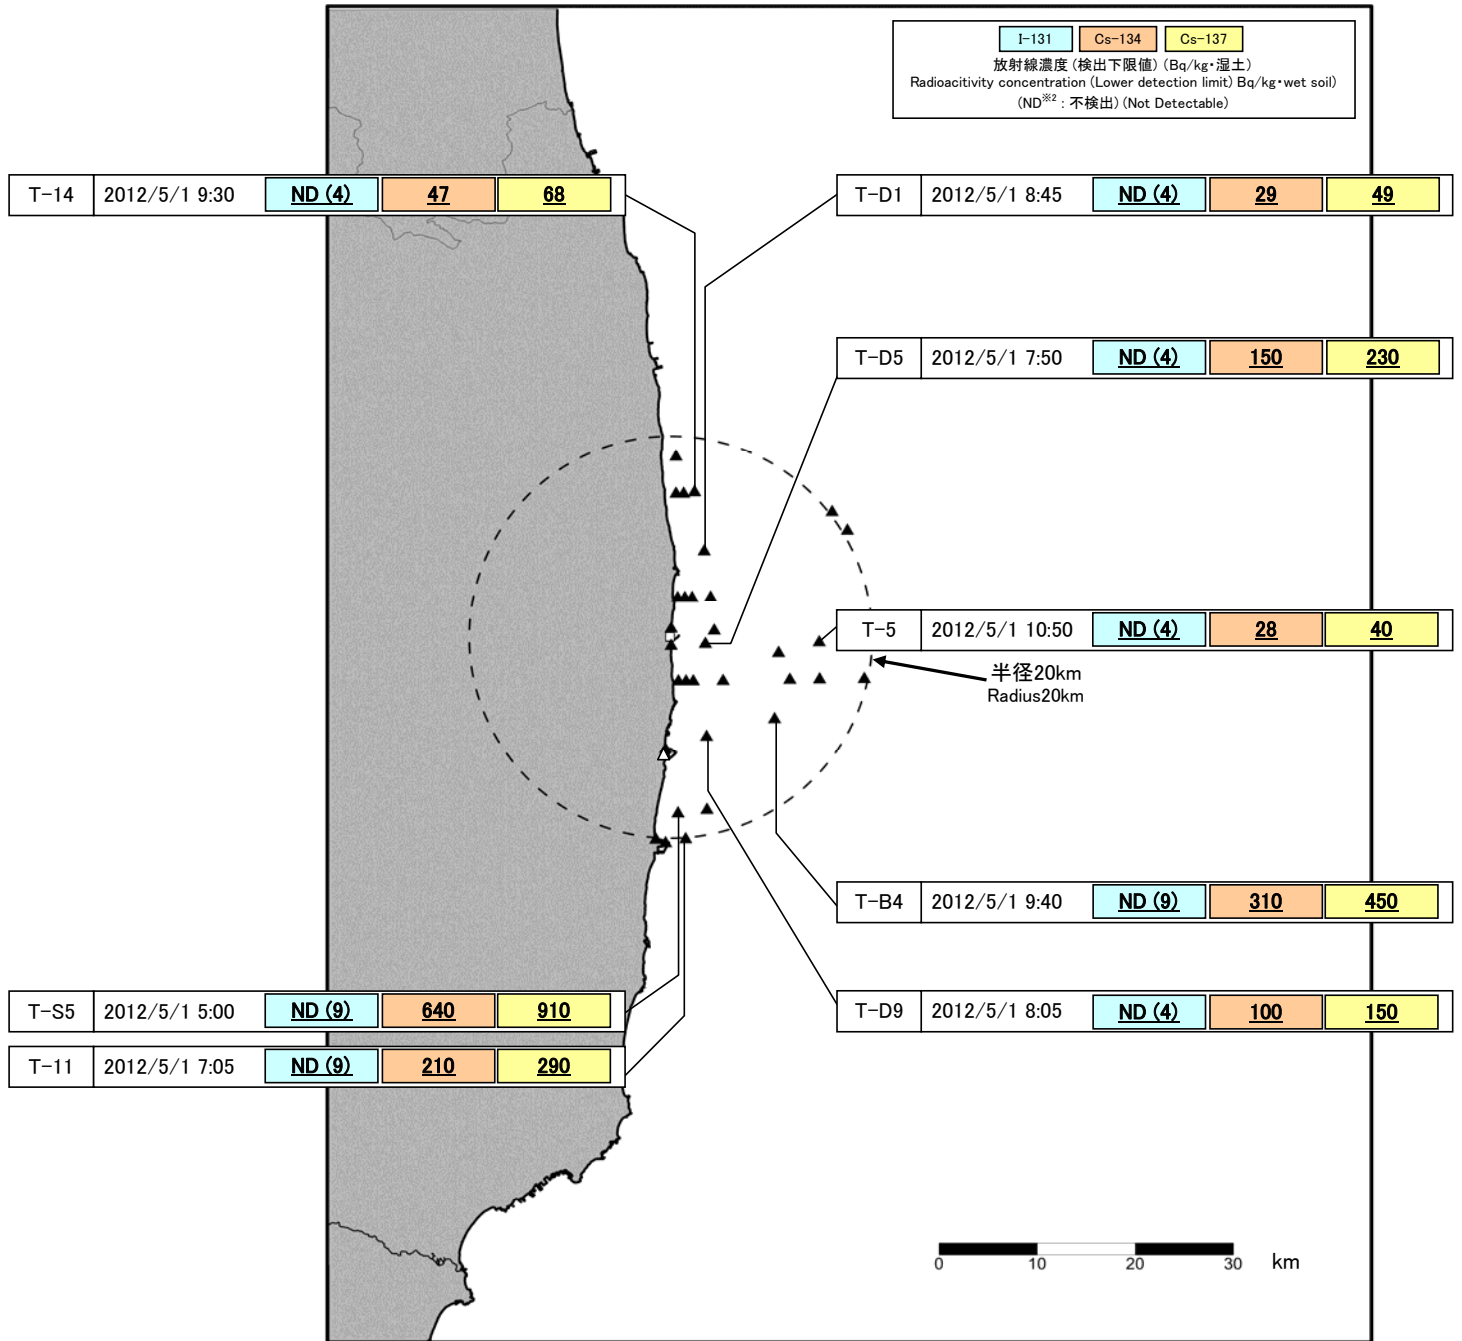 I-131 Cs-134 Cs-137
放射線濃度(検出下限値)(Bq/kg・湿土)
Radioacitivity concentration (Lower detection limit) Bq/kg・wet soil)
(ND※2 : 不検出)(Not Detectable)
T-14 2012/5/1 9:30 ND (4) 47 68
T-D1 2012/5/1 8:45 ND (4) 29 49
T-D5 2012/5/1 7:50 ND (4) 150 230
T-5 2012/5/1 10:50 ND (4) 28 40
半径20km
Radius20km
T-B4 2012/5/1 9:40 ND (9) 310 450
T-S5 2012/5/1 5:00 ND (9) 640 910
T-D9 2012/5/1 8:05 ND (4) 100 150
T-11 2012/5/1 7:05 ND (9) 210 290
0 10 20 30 km